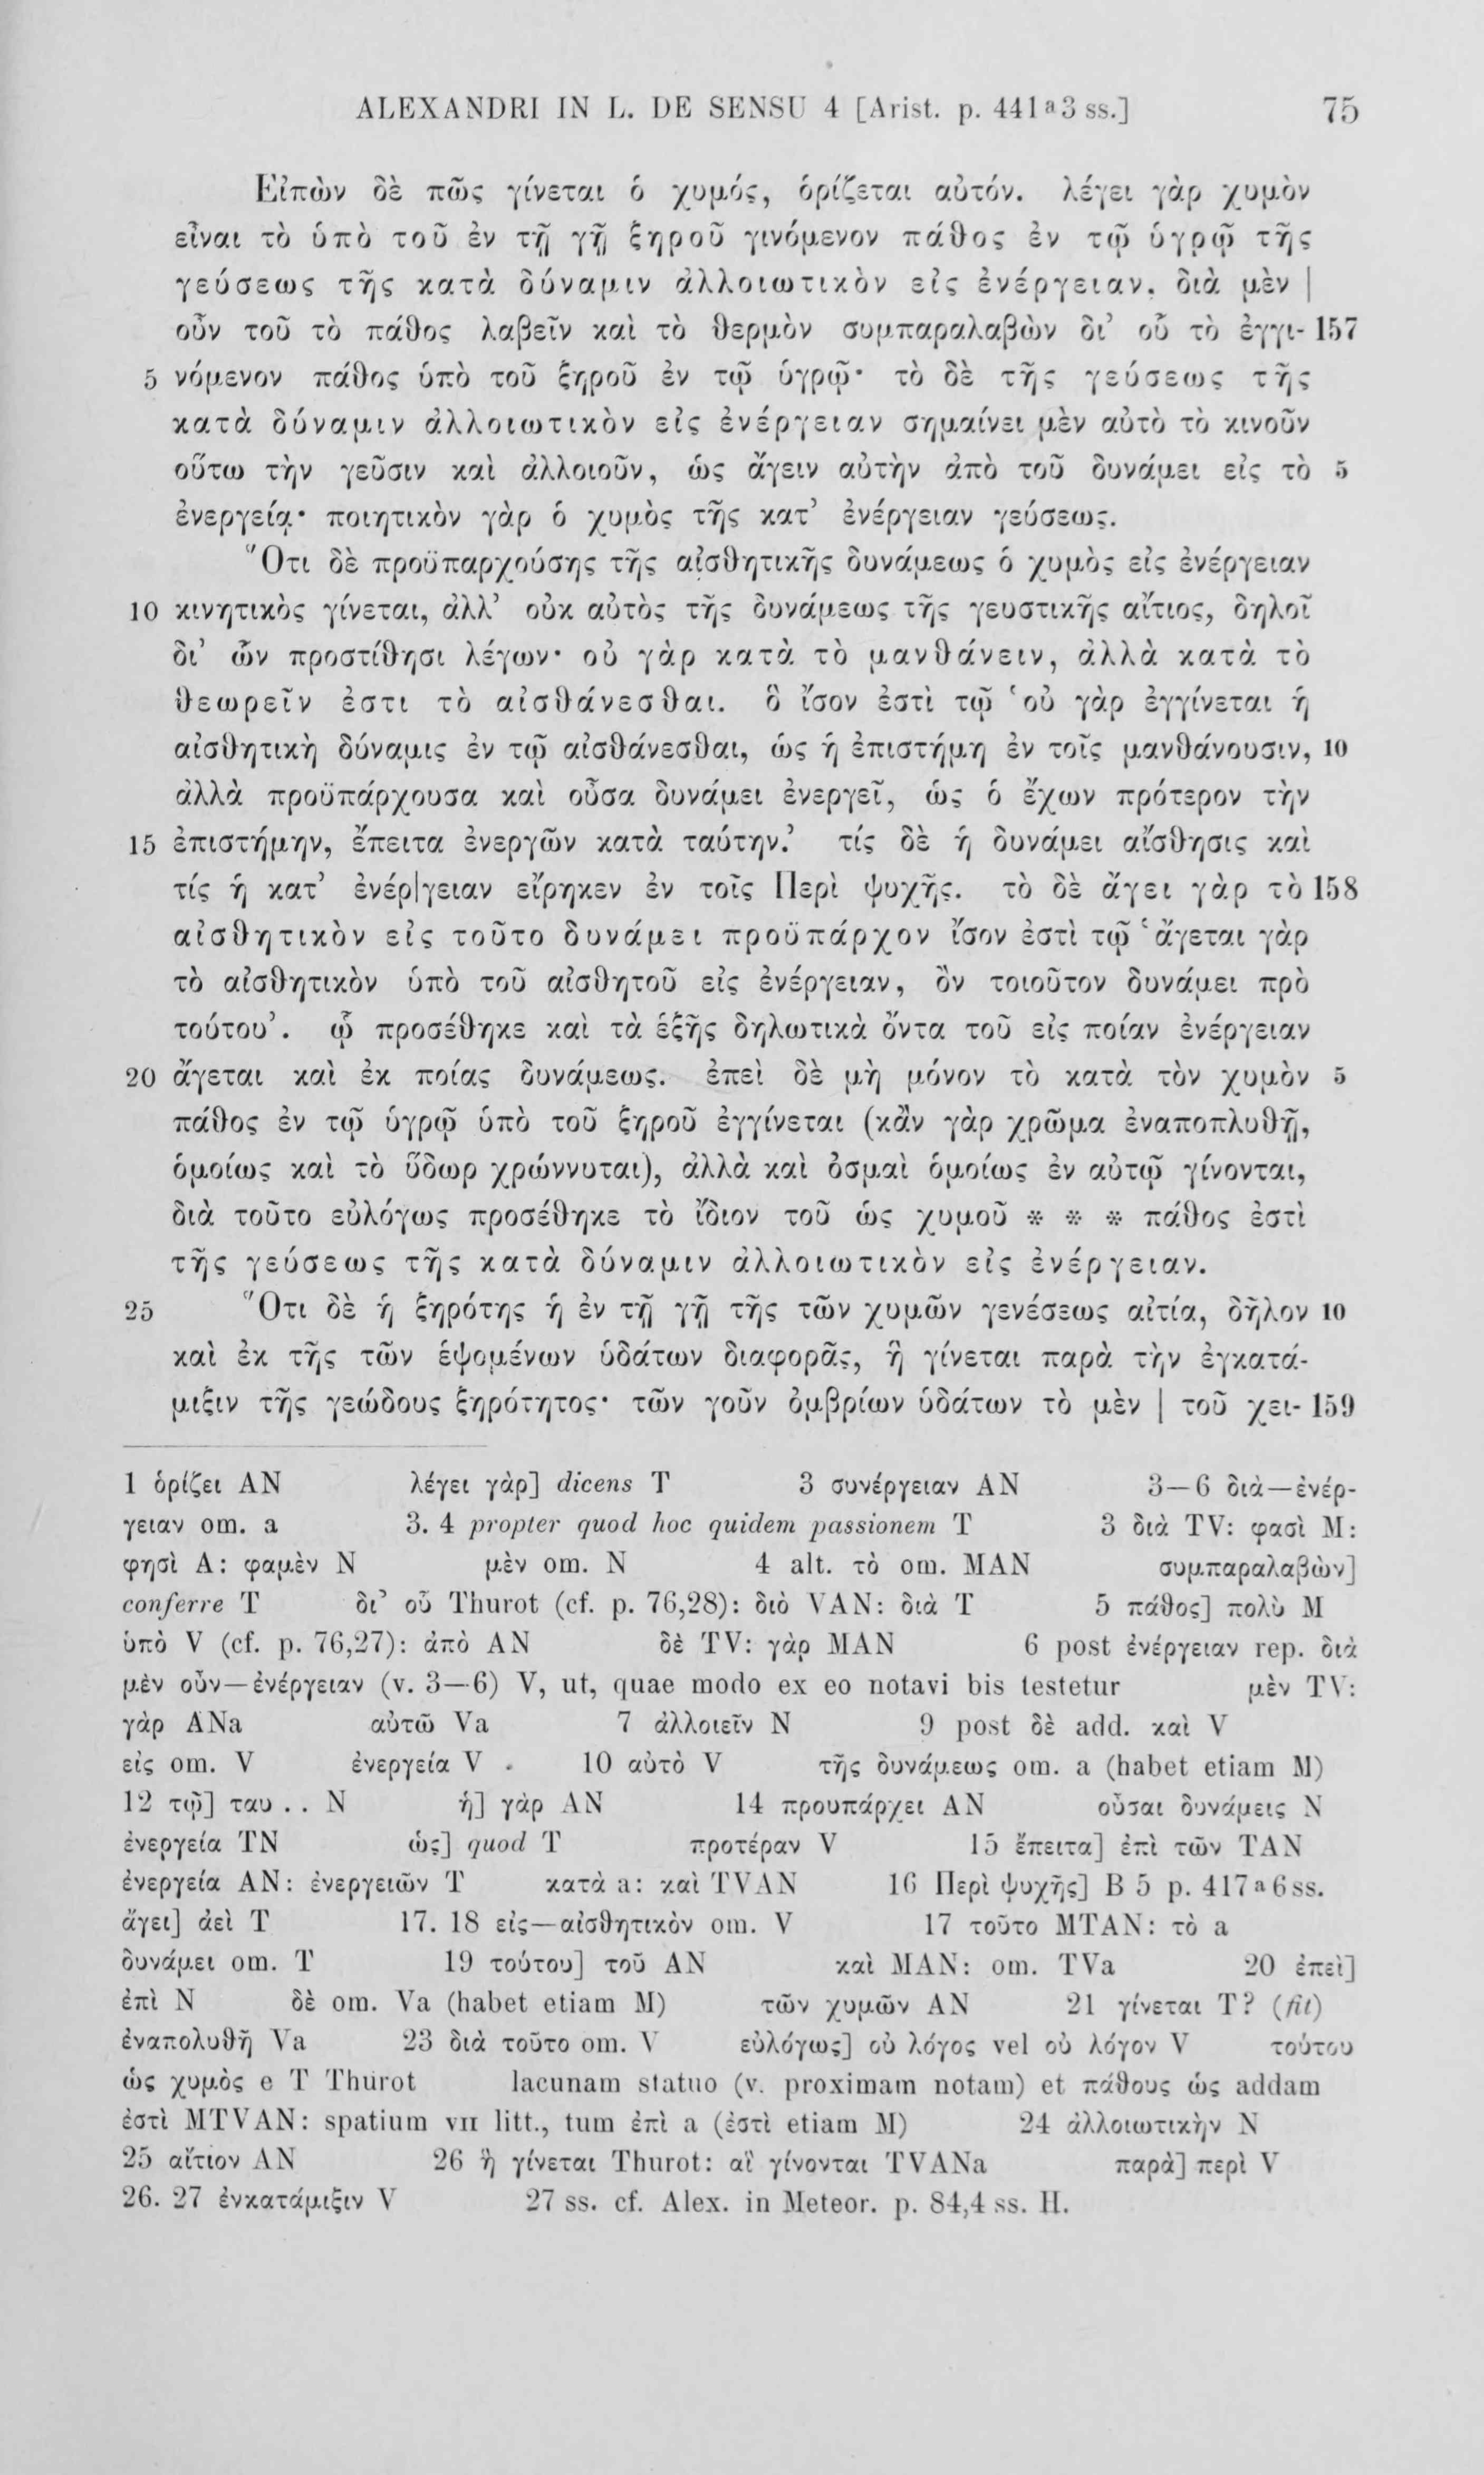 ALEXANDRI IN L. DE SENSU 4 [Arist. p. 441ª3 ss.] 75
Εἰπὼν δὲ πῶς γίνεται ὁ χυμός, ὁρίζεται αὐτόν. λέγει γὰρ χυμὸν
εἶναι τὸ ὑπὸ τοῦ ἐν τῇ γῇ ξηροῦ γινόμενον πάθος ἐν τῷ ὑγρῷ τῆς
γεύσεως τῆς κατὰ δύναμιν ἀλλοιωτικὸν εἰς ἐνέργειαν. διὰ μὲν |
οὖν τοῦ τὸ πάθος λαβεῖν καὶ τὸ θερμὸν συμπαραλαβὼν δι’ οὗ τὸ ἐγγι- 157
5 νόμενον πάθος ὑπὸ τοῦ ξηροῦ ἐν τῷ ὑγρῷ· τὸ δὲ τῆς γεύσεως τῆς
κατὰ δύναμιν ἀλλοιωτικὸν εἰς ἐνέργειαν σημαίνει μὲν αὐτὸ τὸ κινοῦν
οὕτω τὴν γεῦσιν καὶ ἀλλοιοῦν, ὡς ἄγειν αὐτὴν ἀπὸ τοῦ δυνάμει εἰς τὸ 5
ἐνεργείᾳ· ποιητικὸν γὰρ ὁ χυμὸς τῆς κατ’ ἐνέργειαν γεύσεως.
Ὅτι δὲ προϋπαρχούσης τῆς αἰσθητικῆς δυνάμεως ὁ χυμὸς εἰς ἐνέργειαν
10 κινητικὸς γίνεται, ἀλλ’ οὐκ αὐτὸς τῆς δυνάμεως τῆς γευστικῆς αἴτιος, δηλοῖ
δι’ ὧν προστίθησι λέγων· οὐ γὰρ κατὰ τὸ μανθάνειν, ἀλλὰ κατὰ τὸ
θεωρεῖν ἐστι τὸ αἰσθάνεσθαι. ὃ ἴσον ἐστὶ τῷ ‘οὐ γὰρ ἐγγίνεται ἡ
αἰσθητικὴ δύναμις ἐν τῷ αἰσθάνεσθαι, ὡς ἡ ἐπιστήμη ἐν τοῖς μανθάνουσιν, 10
ἀλλὰ προϋπάρχουσα καὶ οὖσα δυνάμει ἐνεργεῖ, ὡς ὁ ἔχων πρότερον τὴν
15 ἐπιστήμην, ἔπειτα ἐνεργῶν κατὰ ταύτην.’ τίς δὲ ἡ δυνάμει αἴσθησις καὶ
τίς ἡ κατ’ ἐνέρ|γειαν εἴρηκεν ἐν τοῖς Περὶ ψυχῆς. τὸ δὲ ἄγει γὰρ τὸ 158
αἰσθητικὸν εἰς τοῦτο δυνάμει προϋπάρχον ἴσον ἐστὶ τῷ ‘ἄγεται γὰρ
τὸ αἰσθητικὸν ὑπὸ τοῦ αἰσθητοῦ εἰς ἐνέργειαν, ὂν τοιοῦτον δυνάμει πρὸ
τούτου’. ᾧ προσέθηκε καὶ τὰ ἑξῆς δηλωτικὰ ὄντα τοῦ εἰς ποίαν ἐνέργειαν
20 ἄγεται καὶ ἐκ ποίας δυνάμεως. ἐπεὶ δὲ μὴ μόνον τὸ κατὰ τὸν χυμὸν 5
πάθος ἐν τῷ ὑγρῷ ὑπὸ τοῦ ξηροῦ ἐγγίνεται (κἂν γὰρ χρῶμα ἐναποπλυθῇ,
ὁμοίως καὶ τὸ ὕδωρ χρώννυται), ἀλλὰ καὶ ὀσμαὶ ὁμοίως ἐν αὐτῷ γίνονται,
διὰ τοῦτο εὐλόγως προσέθηκε τὸ ἴδιον τοῦ ὡς χυμοῦ * * * πάθος ἐστὶ
τῆς γεύσεως τῆς κατὰ δύναμιν ἀλλοιωτικὸν εἰς ἐνέργειαν.
25 Ὅτι δὲ ἡ ξηρότης ἡ ἐν τῇ γῇ τῆς τῶν χυμῶν γενέσεως αἰτία, δῆλον 10
καὶ ἐκ τῆς τῶν ἑψομένων ὑδάτων διαφορᾶς, ἣ γίνεται παρὰ τὴν ἐγκατά-
μιξιν τῆς γεώδους ξηρότητος· τῶν γοῦν ὀμβρίων ὑδάτων τὸ μὲν | τοῦ χει- 159
1 ὁρίζει AN λέγει γὰρ] dicens T 3 συνέργειαν AN 3—6 διὰ—ἐνέρ-
γειαν om. a 3. 4 propter quod hoc quidem passionem T 3 διὰ TV: φασὶ M:
φησὶ A: φαμὲν N μὲν om. N 4 alt. τὸ om. MAN συμπαραλαβὼν]
conferre T δι’ οὗ Thurot (cf. p. 76,28): διὸ VAN: διὰ T 5 πάθος] πολὺ M
ὑπὸ V (cf. p. 76,27): ἀπὸ AN δὲ TV: γὰρ MAN 6 post ἐνέργειαν rep. διὰ
μὲν οὖν—ἐνέργειαν (v. 3—6) V, ut, quae modo ex eo notavi bis testetur μὲν TV:
γὰρ ANa αὐτῶ Va 7 ἀλλοιεῖν N 9 post δὲ add. καὶ V
εἰς om. V ἐνεργεία V 10 αὐτὸ V τῆς δυνάμεως om. a (habet etiam M)
12 τῷ] ταυ . . N ἡ] γὰρ AN 14 προυπάρχει AN οὖσαι δυνάμεις N
ἐνεργεία TN ὡς] quod T προτέραν V 15 ἔπειτα] ἐπὶ τῶν TAN
ἐνεργεία AN: ἐνεργειῶν T κατὰ a: καὶ TVAN 16 Περὶ ψυχῆς] B 5 p. 417ª6ss.
ἄγει] ἀεὶ T 17. 18 εἰς—αἰσθητικὸν om. V 17 τοῦτο MTAN: τὸ a
δυνάμει om. T 19 τούτου] τοῦ AN καὶ MAN: om. TVa 20 ἐπεὶ]
ἐπὶ N δὲ om. Va (habet etiam M) τῶν χυμῶν AN 21 γίνεται T? (fit)
ἐναπολυθῆ Va 23 διὰ τοῦτο om. V εὐλόγως] οὐ λόγος vel οὐ λόγον V τούτου
ὡς χυμὸς e T Thurot lacunam statuo (v. proximam notam) et πάθους ὡς addam
ἐστὶ MTVAN: spatium VII litt., tum ἐπὶ a (ἐστὶ etiam M) 24 ἀλλοιωτικὴν N
25 αἴτιον AN 26 ἣ γίνεται Thurot: αἳ γίνονται TVANa παρὰ] περὶ V
26. 27 ἐνκατάμιξιν V 27 ss. cf. Alex. in Meteor. p. 84,4 ss. H.